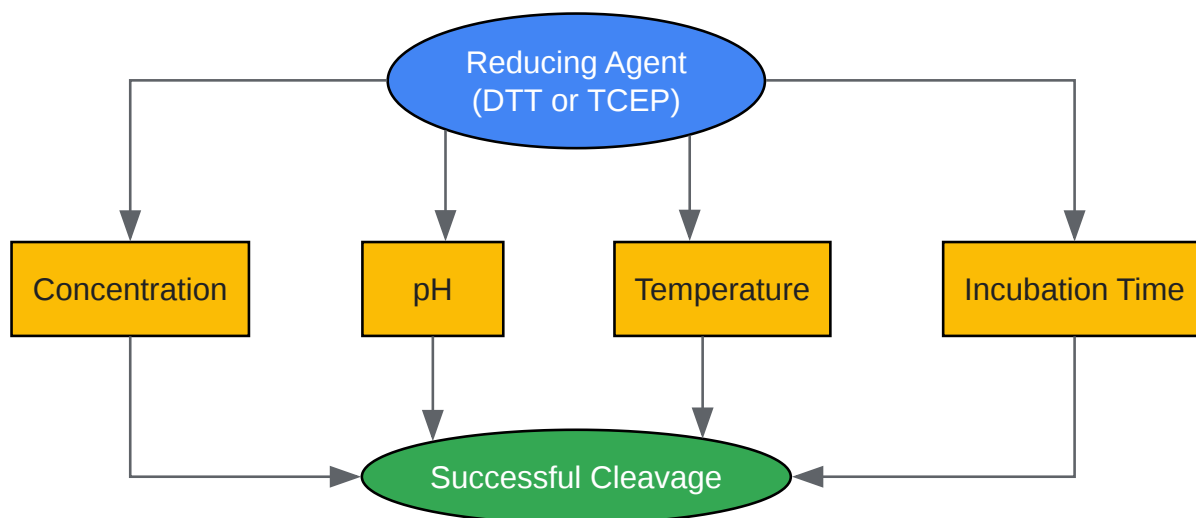 Reducing Agent
(DTT or TCEP)
Concentration
pH
Temperature
Incubation Time
Successful Cleavage